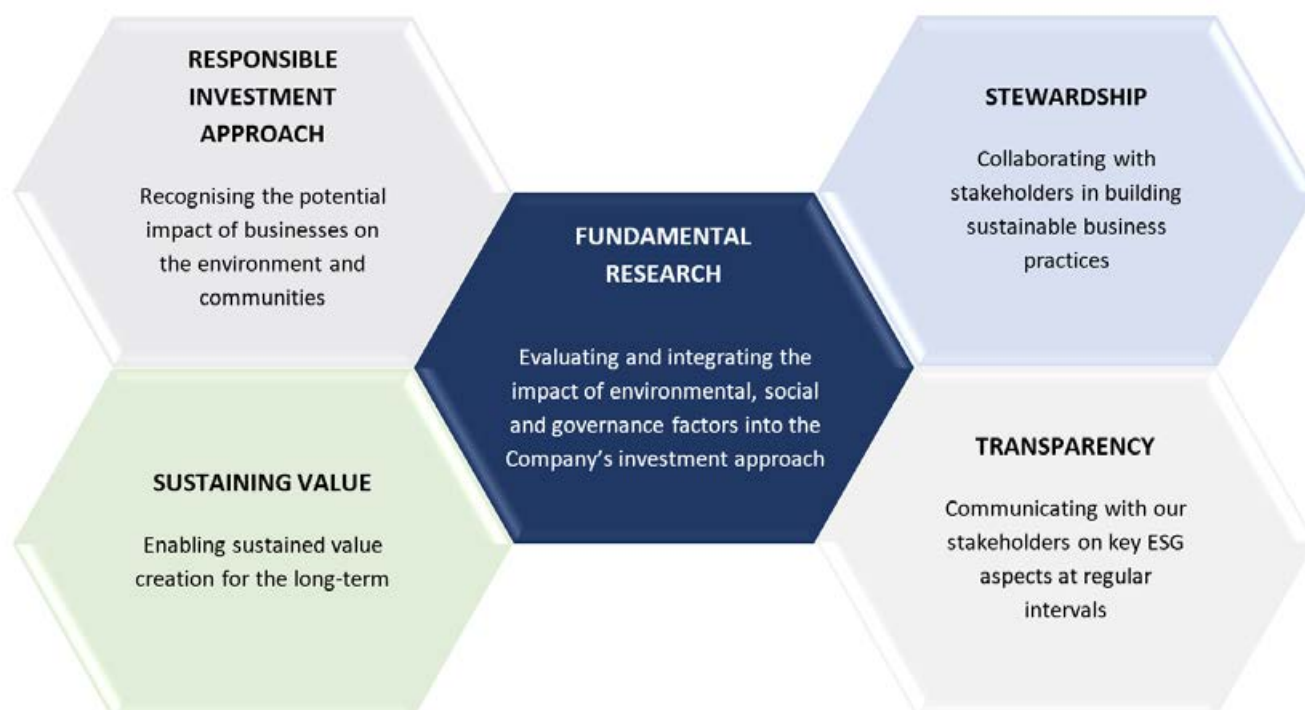 RESPONSIBLE
INVESTMENT
APPROACH
Recognising the potential
impact of businesses on
the environment and
communities
SUSTAINING VALUE
Enabling sustained value
creation for the long-term
FUNDAMENTAL
RESEARCH
Evaluating and integrating the
impact of environmental, social
and governance factors into the
Company’s investment approach
STEWARDSHIP
Collaborating with
stakeholders in building
sustainable business
practices
TRANSPARENCY
Communicating with our
stakeholders on key ESG
aspects at regular
intervals